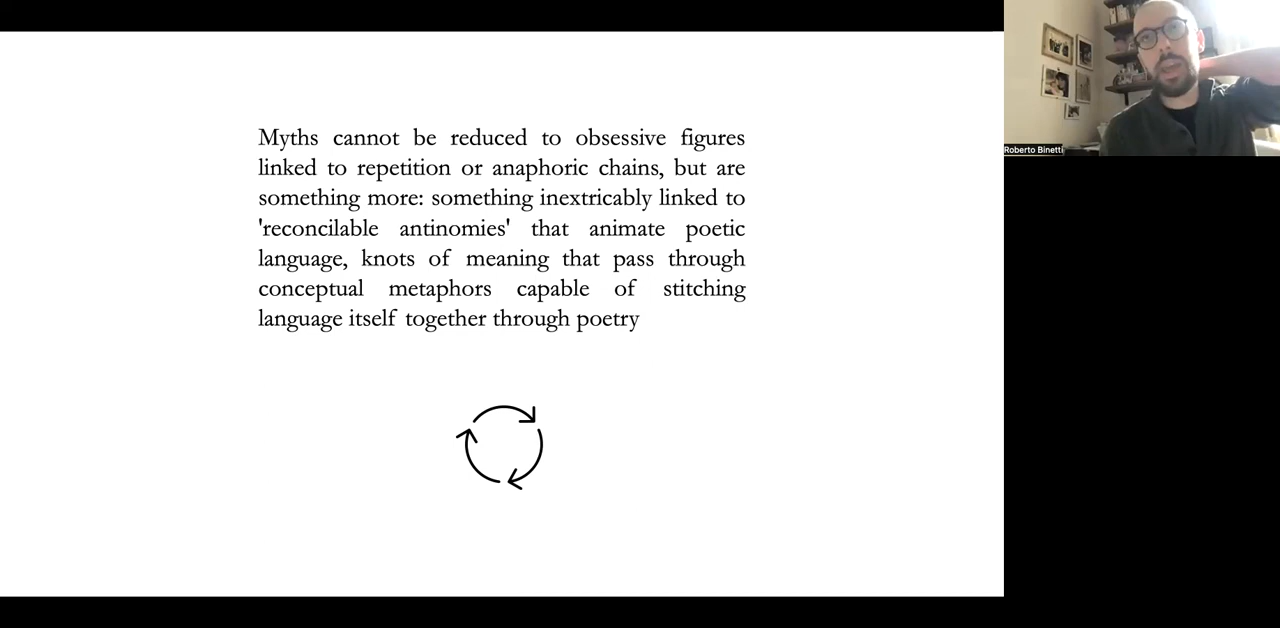 Myths cannot be reduced to obsessive figures
linked to repetition or anaphoric chains, but are
something more: something inextricably linked to
'reconcilable antinomies' that animate poetic
language, knots of meaning that pass through
conceptual metaphors capable of stitching
language itself together through poetry
Roberto Binetti